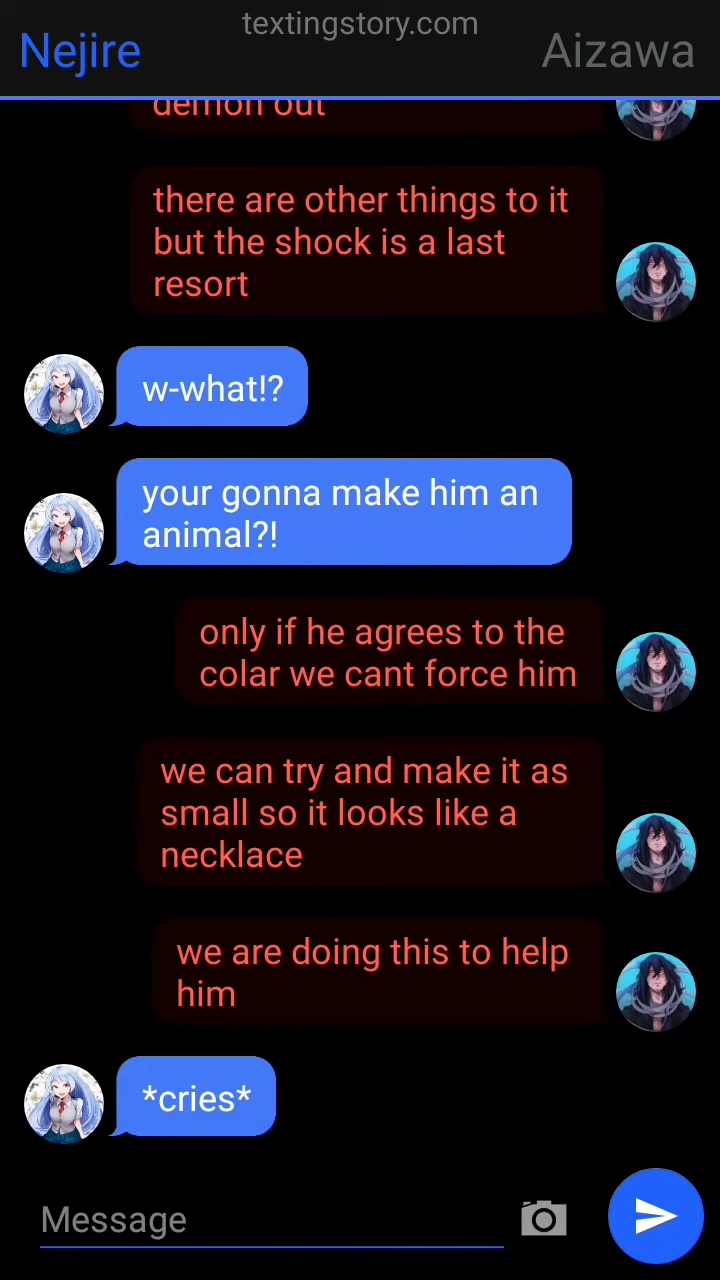 textingstory.com
Nejire
Aizawa
demon out
there are other things to it
but the shock is a last
resort
w-what!?
your gonna make him an
animal?!
only if he agrees to the
colar we cant force him
we can try and make it as
small so it looks like a
necklace
we are doing this to help
him
*cries*
Message